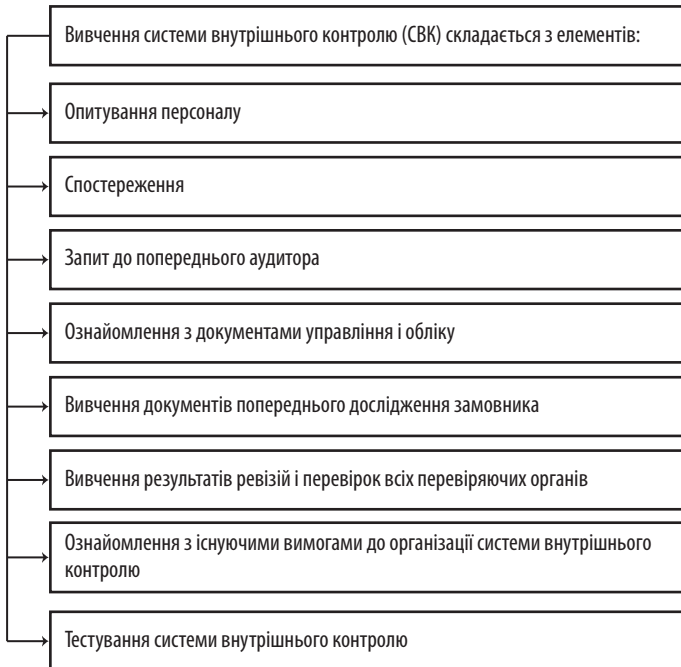 Вивчення системи внутрішнього контролю (СВК) складається з елементів:
Опитування персоналу
Спостереження
Запит до попереднього аудитора
Ознайомлення з документами управління і обліку
Вивчення документів попереднього дослідження замовника
Вивчення результатів ревізій і перевірок всіх перевіряючих органів
Ознайомлення з існуючими вимогами до організації системи внутрішнього
контролю
Тестування системи внутрішнього контролю